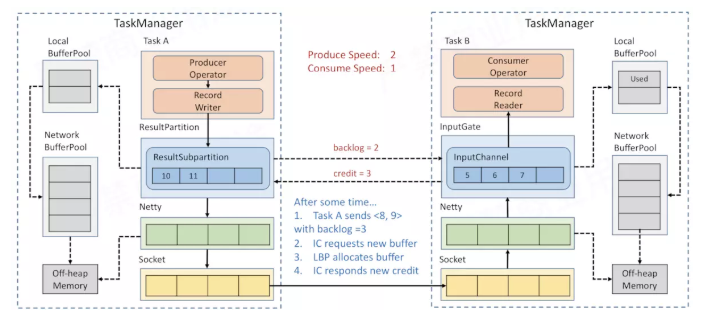 TaskManager
Local
BufferPool
Task A
Producer
Operator
Record
Writer
ResultPartition
Network
BufferPool
ResultSubpartition
10
11
Netty
Socket
Off-heap
Memory
Produce Speed: 2
Consume Speed: 1
backlog = 2
credit = 3
After some time...
1. Task A sends <8, 9>
with backlog =3
2. IC requests new buffer
3. LBP allocates buffer
4. IC responds new credit
TaskManager
Task B
Consumer
Operator
Record
Reader
InputGate
InputChannel
5
6
7
Netty
Socket
Local
BufferPool
Used
Network
BufferPool
Off-heap
Memory